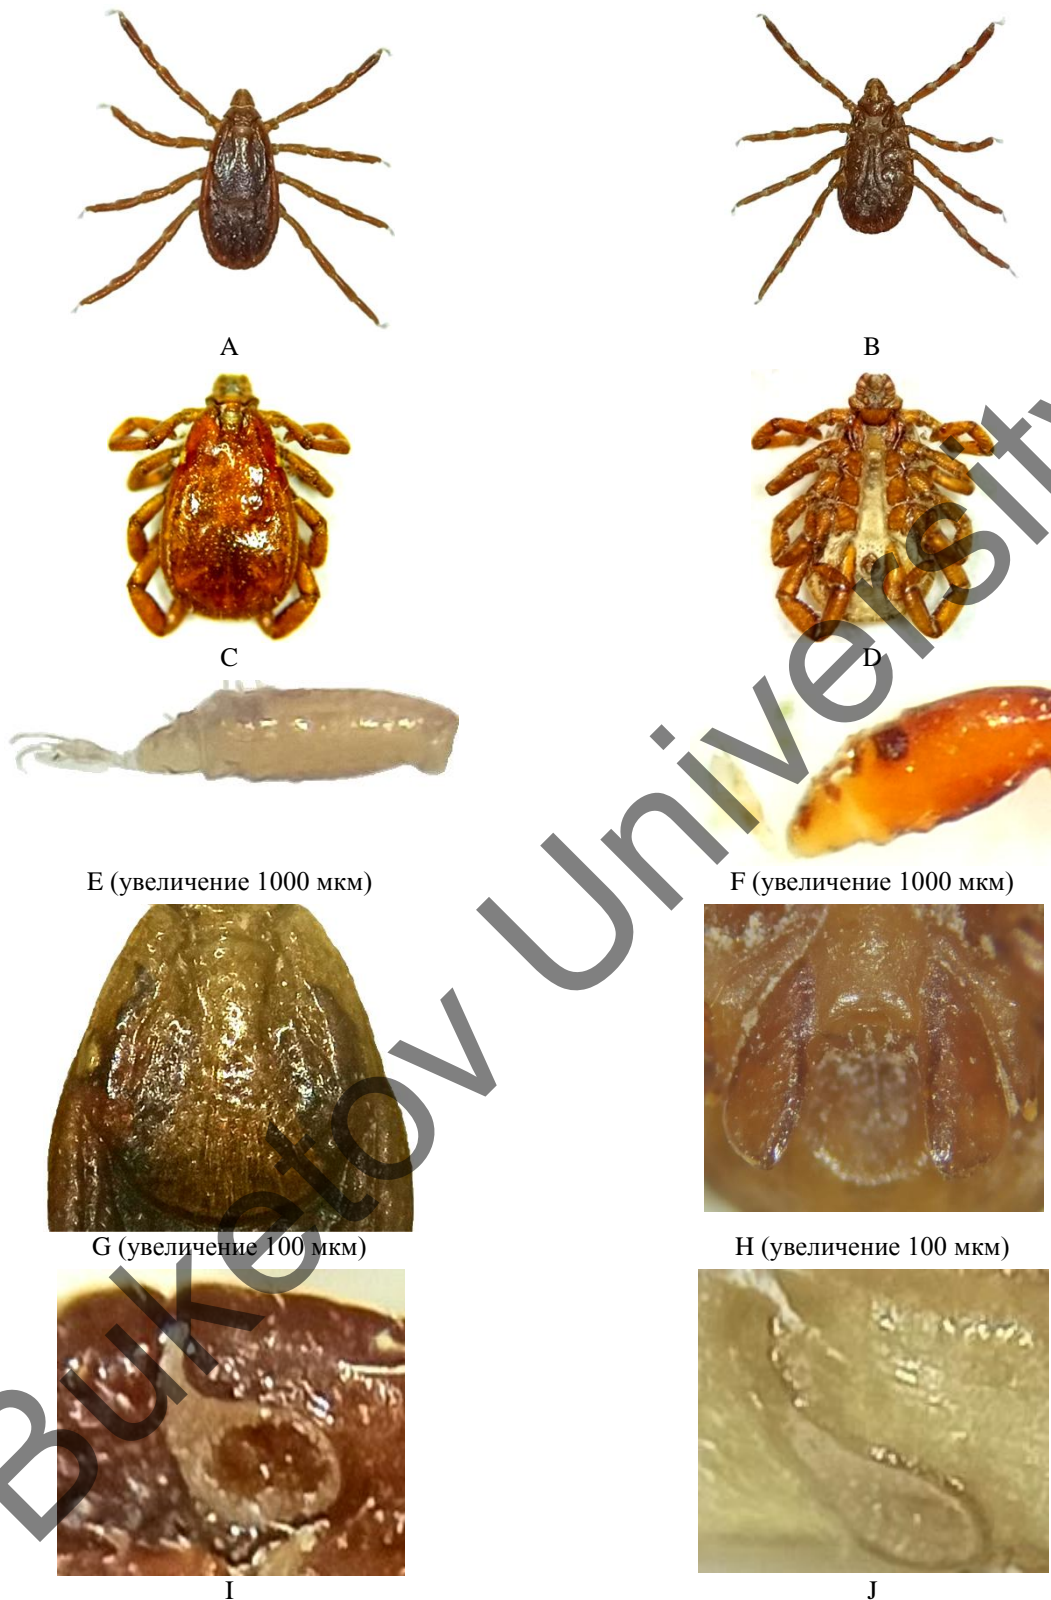 A
B
C
D
E (увеличение 1000 мкм)
F (увеличение 1000 мкм)
G (увеличение 100 мкм)
H (увеличение 100 мкм)
I
J
Buketov University